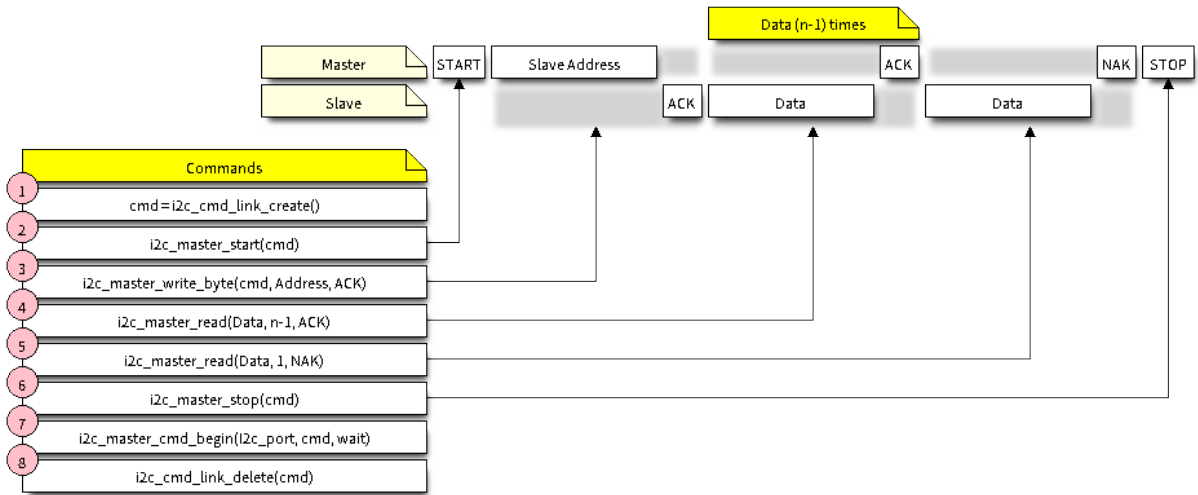 Data (n-1) times
Master START Slave Address ACK NAK STOP
Slave ACK Data Data
Commands
1
cmd=i2c_cmd_link_create()
2
i2c_master_start(cmd)
3
i2c_master_write_byte(cmd, Address, ACK)
4
i2c_master_read(Data, n-1, ACK)
5
i2c_master_read(Data, 1, NAK)
6
i2c_master_stop(cmd)
7
i2c_master_cmd_begin(I2c_port, cmd, wait)
8
i2c_cmd_link_delete(cmd)